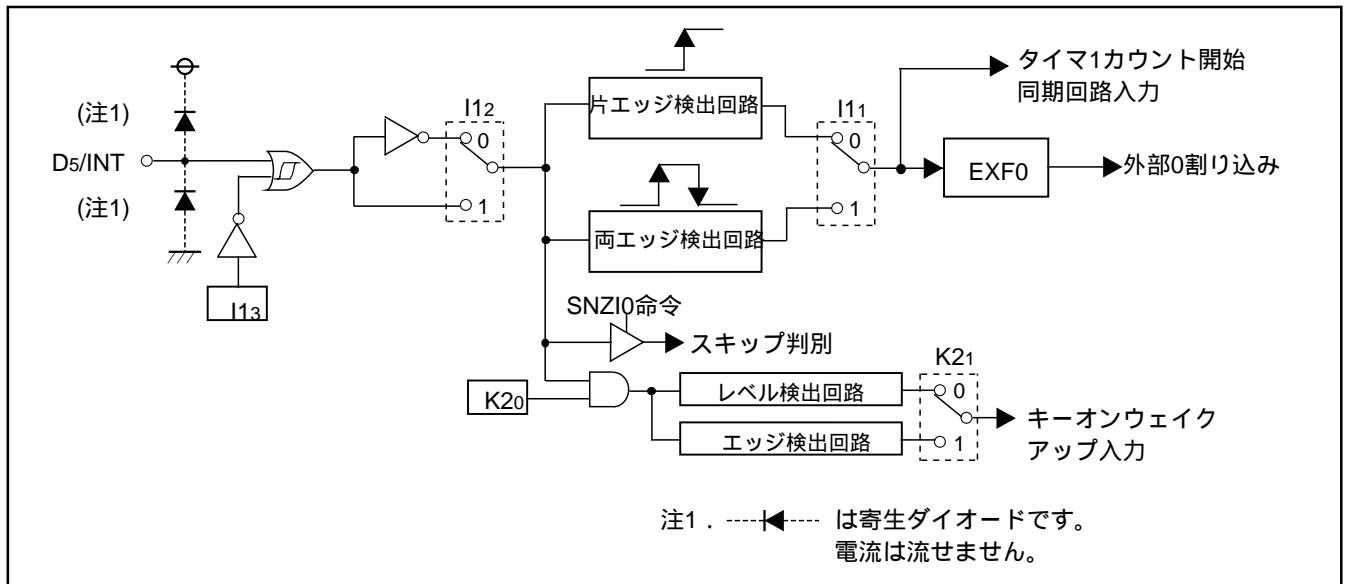 タイマ1カウント開始
同期回路入力
(注1)
D5/INT
(注1)
I12
0
1
I13
片エッジ検出回路
両エッジ検出回路
I11
0
1
EXF0
外部0割り込み
SNZI0命令
スキップ判別
K20
レベル検出回路
エッジ検出回路
K21
0
1
キーオンウェイク
アップ入力
注1． は寄生ダイオードです。
電流は流せません。